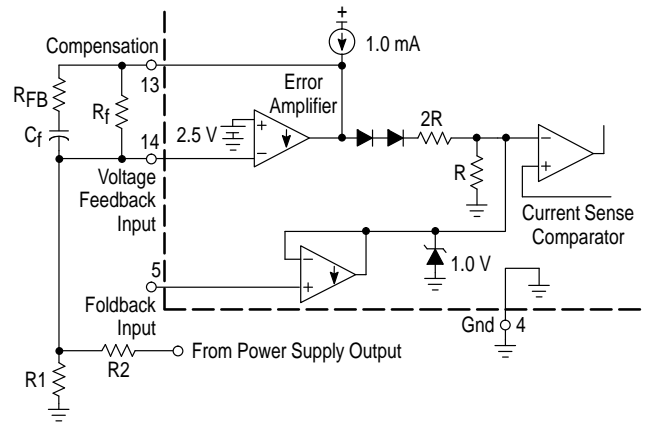 +
1.0 mA
Compensation
13
RFB
Rf
Cf
Error
Amplifier
2.5 V
+
−
14
Voltage
Feedback
Input
2R
R
−
+
Current Sense
Comparator
−
+
1.0 V
5
Foldback
Input
Gnd 4
From Power Supply Output
R2
R1